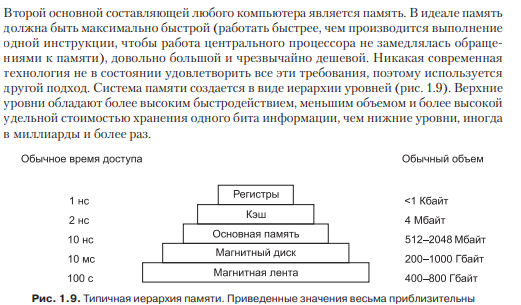 Второй основной составляющей любого компьютера является память. В идеале память
должна быть максимально быстрой (работать быстрее, чем производится выполнение
одной инструкции, чтобы работа центрального процессора не замедлялась обраще-
ниями к памяти), довольно большой и чрезвычайно дешевой. Никакая современная
технология не в состоянии удовлетворить все эти требования, поэтому используется
другой подход. Система памяти создается в виде иерархии уровней (рис. 1.9). Верхние
уровни обладают более высоким быстродействием, меньшим объемом и более высокой
удельной стоимостью хранения одного бита информации, чем нижние уровни, иногда
в миллиарды и более раз.
Обычное время доступа Обычный объем
1 нс Регистры <1 Кбайт
2 нс Кэш 4 Мбайт
10 нс Основная память 512–2048 Мбайт
10 мс Магнитный диск 200–1000 Гбайт
100 с Магнитная лента 400–800 Гбайт
Рис. 1.9. Типичная иерархия памяти. Приведенные значения весьма приблизительны